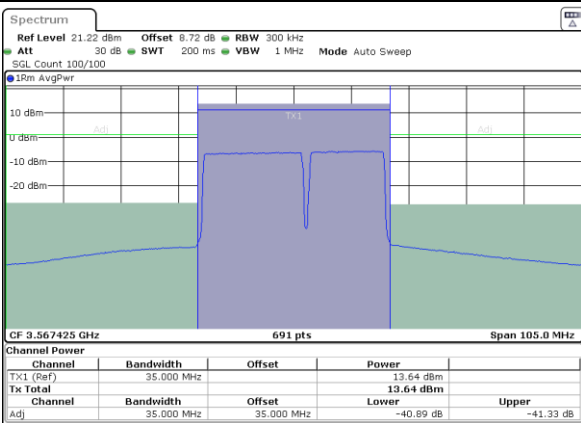 Spectrum
Ref Level 21.22 dBm Offset 8.72 dB RBW 300 kHz
Att 30 dB SWT 200 ms VBW 1 MHz Mode Auto Sweep
SGL Count 100/100
1Rm AvgPwr
TX1
10 dBm
Adj Adj
0 dBm
-10 dBm
-20 dBm
CF 3.567425 GHz 691 pts Span 105.0 MHz
Channel Power
Channel Bandwidth Offset Power
TX1 (Ref) 35.000 MHz 13.64 dBm
Tx Total 13.64 dBm
Channel Bandwidth Offset Lower Upper
Adj 35.000 MHz 35.000 MHz -40.89 dB -41.33 dB